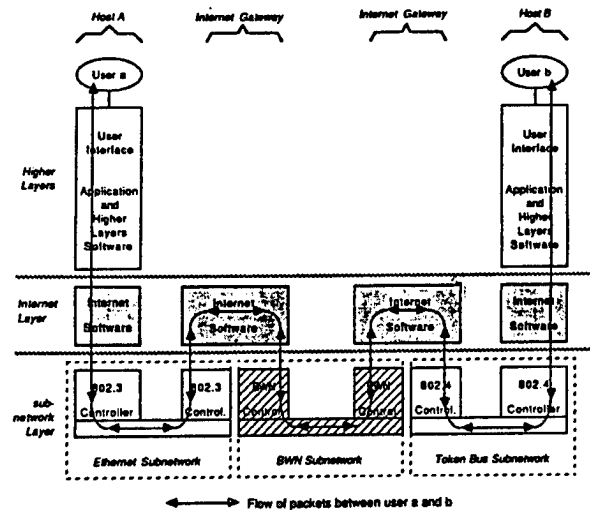 Host A
Internet Gateway
Internet Gateway
Host B
User a
User b
Higher
Layers
User
Interface
Application
and
Higher
Layers
Software
User
Interface
Application
and
Higher
Layers
Software
Internet
Layer
Internet
Software
Internet
Software
Internet
Software
Internet
Software
sub-
network
Layer
802.3
Controller
802.3
Control.
BWN
Control.
BWN
Control.
802.4
Control.
802.4
Controller
Ethernet Subnetwork
BWN Subnetwork
Token Bus Subnetwork
Flow of packets between user a and b